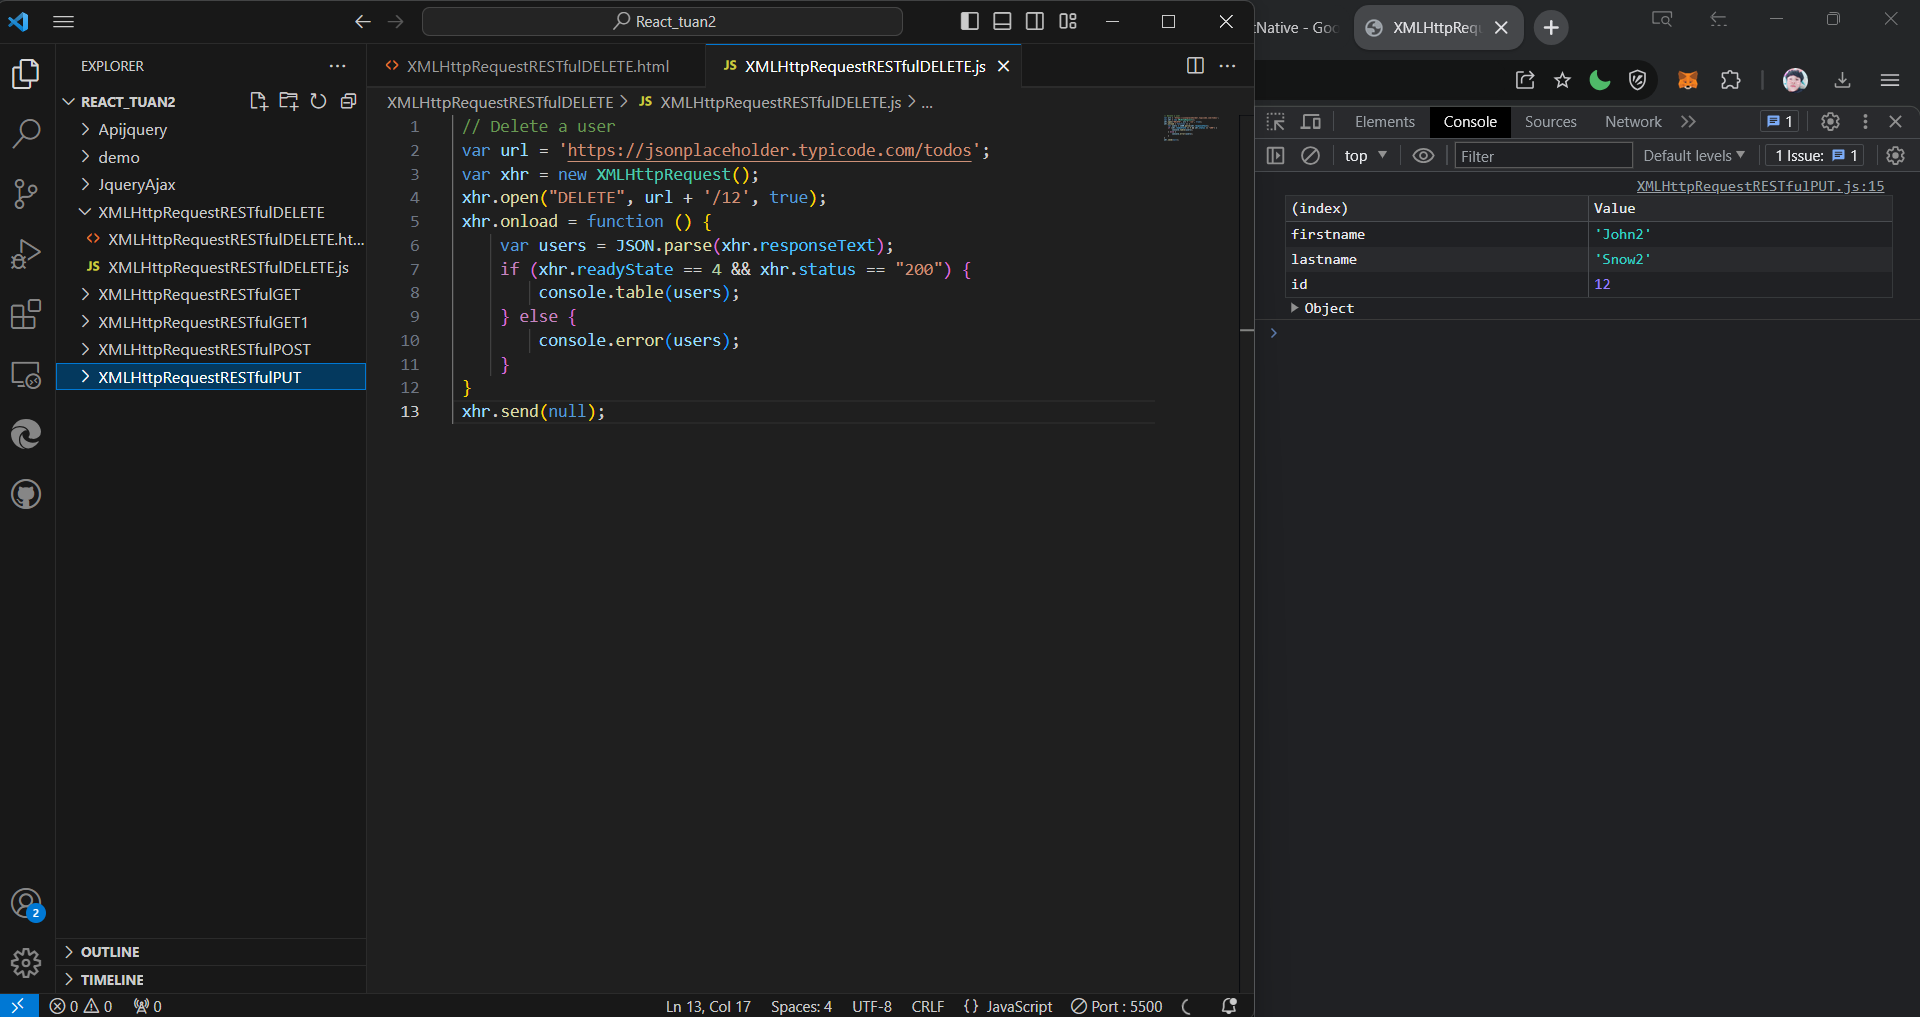 React_tuan2
EXPLORER
REACT_TUAN2
Apijquery
demo
JqueryAjax
XMLHttpRequestRESTfulDELETE
XMLHttpRequestRESTfulDELETE.ht...
JS XMLHttpRequestRESTfulDELETE.js
XMLHttpRequestRESTfulGET
XMLHttpRequestRESTfulGET1
XMLHttpRequestRESTfulPOST
XMLHttpRequestRESTfulPUT
OUTLINE
TIMELINE
2
XMLHttpRequestRESTfulDELETE.html
JS XMLHttpRequestRESTfulDELETE.js
XMLHttpRequestRESTfulDELETE > JS XMLHttpRequestRESTfulDELETE.js > ...
1 // Delete a user
2 var url = 'https://jsonplaceholder.typicode.com/todos';
3 var xhr = new XMLHttpRequest();
4 xhr.open("DELETE", url + '/12', true);
5 xhr.onload = function () {
6 var users = JSON.parse(xhr.responseText);
7 if (xhr.readyState == 4 && xhr.status == "200") {
8 console.table(users);
9 } else {
10 console.error(users);
11 }
12 }
13 xhr.send(null);
0 0 0
Ln 13, Col 17 Spaces: 4 UTF-8 CRLF {} JavaScript Port : 5500
Native - Goo
XMLHttpReq
Elements Console Sources Network 1
top Filter Default levels 1 Issue: 1
XMLHttpRequestRESTfulPUT.js:15
(index) Value
firstname 'John2'
lastname 'Snow2'
id 12
Object